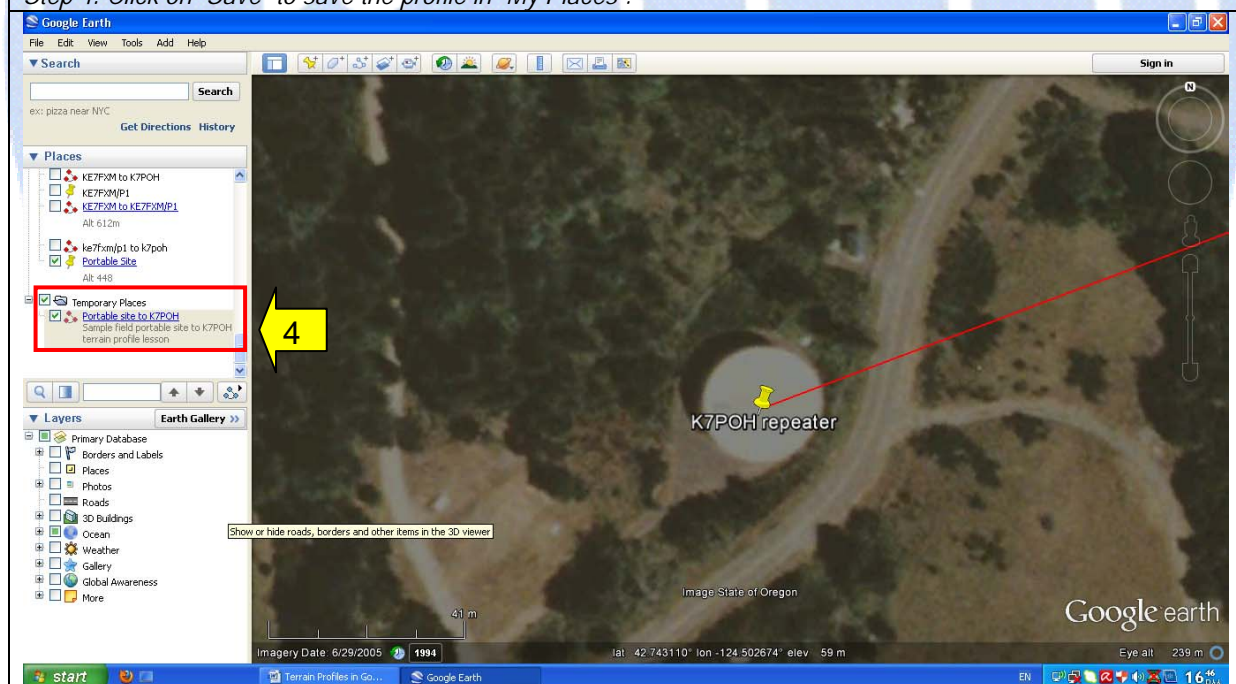 Step 4. Click on "Save" to save the profile in "My Places".
Google Earth
File Edit View Tools Add Help
Search
Sign in
Search
ex: pizza near NYC
Get Directions History
N
Places
KE7FXM to K7POH
KE7FXM/P1
KE7FXM to KE7FXM/P1
Alt 612m
ke7fxm/p1 to k7poh
Portable Site
Alt 448
Temporary Places
Portable site to K7POH
Sample field portable site to K7POH
terrain profile lesson
4
K7POH repeater
Layers
Earth Gallery »
Primary Database
Borders and Labels
Places
Photos
Roads
3D Buildings
Ocean
Weather
Gallery
Global Awareness
More
Show or hide roads, borders and other items in the 3D viewer
Image State of Oregon
41 m
Google earth
Imagery Date: 6/29/2005
1994
lat 42.743110° lon -124.502674° elev 59 m
Eye alt 239 m
start
Terrain Profiles in Go...
Google Earth
EN
16 46